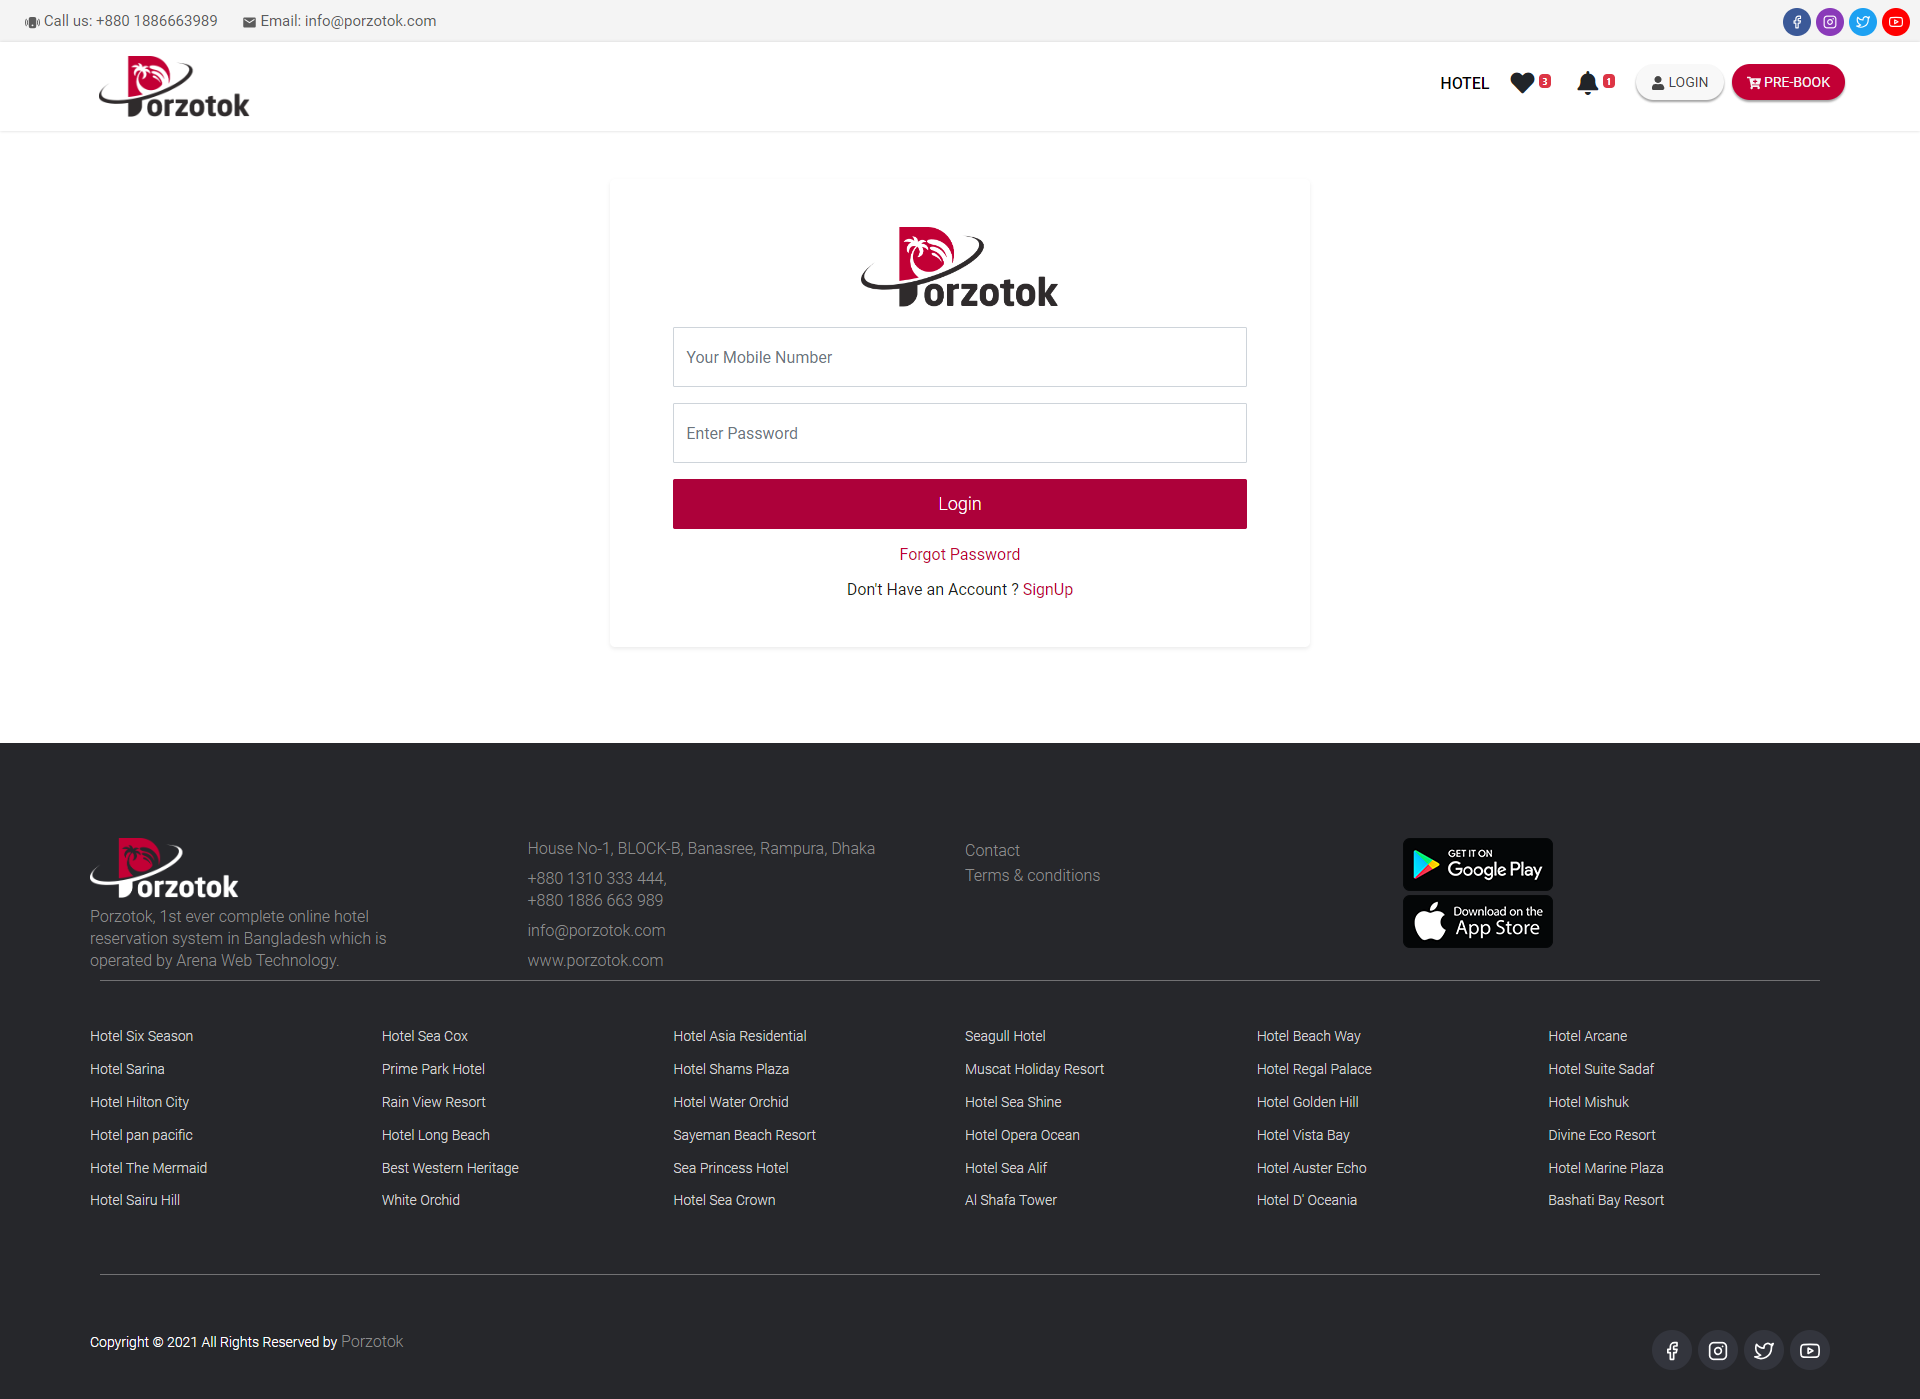 Call us: +880 1886663989 Email: info@porzotok.com
Porzotok
HOTEL 3 1 LOGIN PRE-BOOK
Porzotok
Your Mobile Number
Enter Password
Login
Forgot Password
Don't Have an Account ? SignUp
Porzotok
Porzotok, 1st ever complete online hotel
reservation system in Bangladesh which is
operated by Arena Web Technology.
House No-1, BLOCK-B, Banasree, Rampura, Dhaka
+880 1310 333 444,
+880 1886 663 989
info@porzotok.com
www.porzotok.com
Contact
Terms & conditions
GET IT ON
Google Play
Download on the
App Store
Hotel Six Season Hotel Sea Cox Hotel Asia Residential Seagull Hotel Hotel Beach Way Hotel Arcane
Hotel Sarina Prime Park Hotel Hotel Shams Plaza Muscat Holiday Resort Hotel Regal Palace Hotel Suite Sadaf
Hotel Hilton City Rain View Resort Hotel Water Orchid Hotel Sea Shine Hotel Golden Hill Hotel Mishuk
Hotel pan pacific Hotel Long Beach Sayeman Beach Resort Hotel Opera Ocean Hotel Vista Bay Divine Eco Resort
Hotel The Mermaid Best Western Heritage Sea Princess Hotel Hotel Sea Alif Hotel Auster Echo Hotel Marine Plaza
Hotel Sairu Hill White Orchid Hotel Sea Crown Al Shafa Tower Hotel D' Oceania Bashati Bay Resort
Copyright © 2021 All Rights Reserved by Porzotok